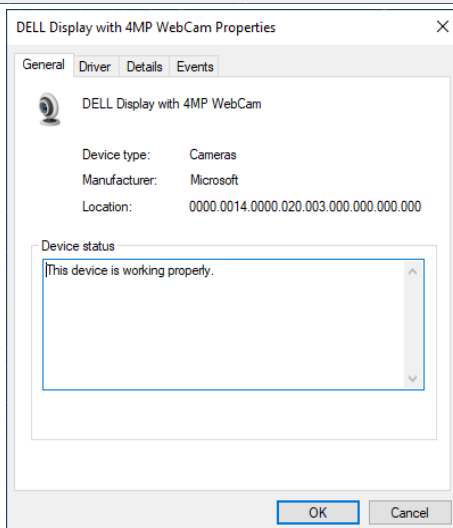 DELL Display with 4MP WebCam Properties
General Driver Details Events
DELL Display with 4MP WebCam
Device type: Cameras
Manufacturer: Microsoft
Location: 0000.0014.0000.020.003.000.000.000.000
Device status
This device is working properly.
OK Cancel